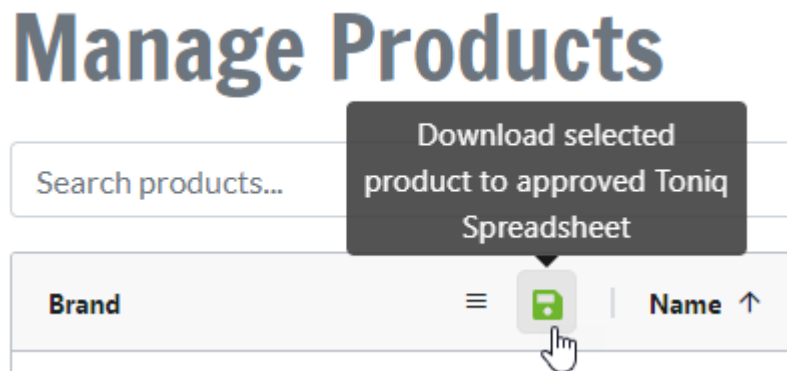 Manage Products
Download selected
product to approved Toniq
Spreadsheet
Search products...
Brand
Name